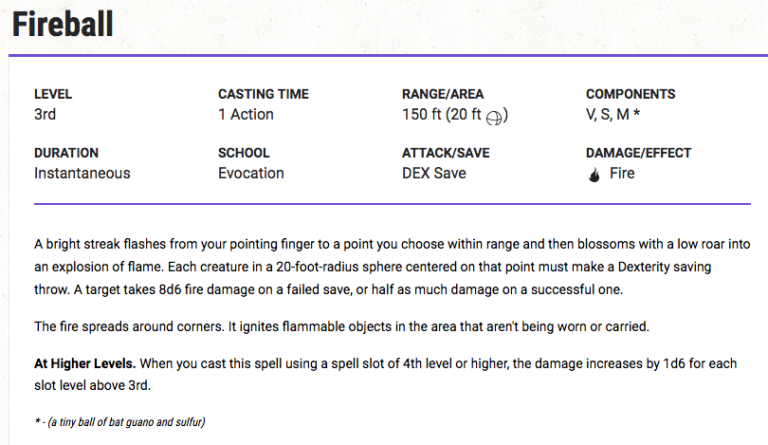 Fireball
LEVEL CASTING TIME RANGE/AREA COMPONENTS
3rd 1 Action 150 ft (20 ft ) V, S, M *
DURATION SCHOOL ATTACK/SAVE DAMAGE/EFFECT
Instantaneous Evocation DEX Save Fire
A bright streak flashes from your pointing finger to a point you choose within range and then blossoms with a low roar into
an explosion of flame. Each creature in a 20-foot-radius sphere centered on that point must make a Dexterity saving
throw. A target takes 8d6 fire damage on a failed save, or half as much damage on a successful one.
The fire spreads around corners. It ignites flammable objects in the area that aren't being worn or carried.
At Higher Levels. When you cast this spell using a spell slot of 4th level or higher, the damage increases by 1d6 for each
slot level above 3rd.
* - (a tiny ball of bat guano and sulfur)